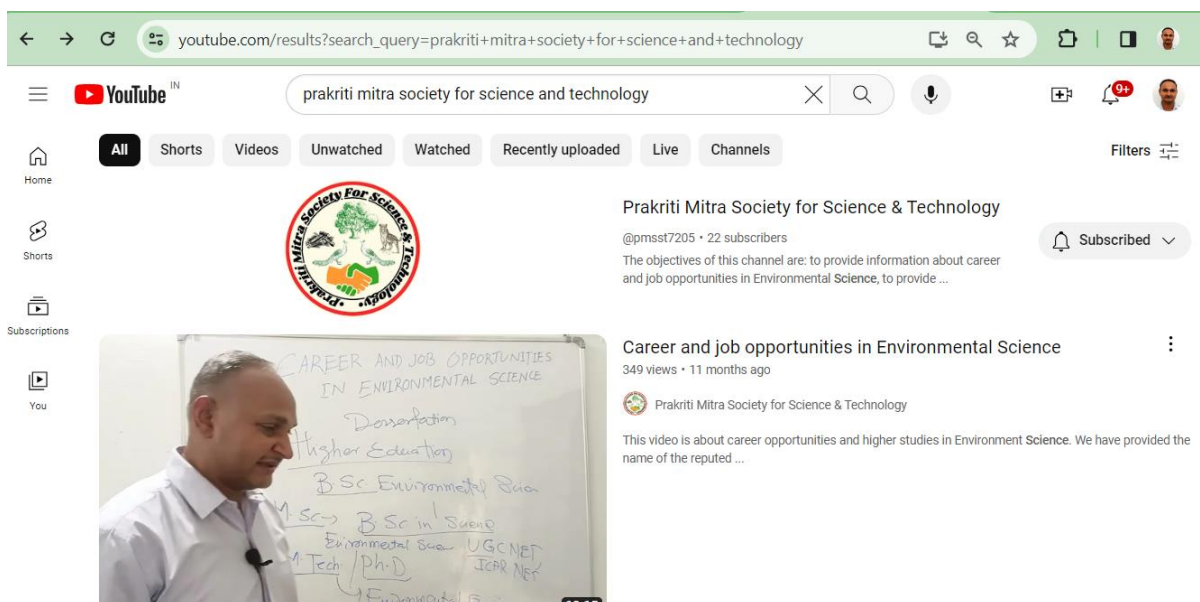 youtube.com/results?search_query=prakriti+mitra+society+for+science+and+technology
YouTube IN
prakriti mitra society for science and technology
9+
All Shorts Videos Unwatched Watched Recently uploaded Live Channels
Filters
Home
Shorts
Subscriptions
You
Prakriti Mitra Society For Science & Technology
Prakriti Mitra Society for Science & Technology
@pmsst7205 • 22 subscribers
The objectives of this channel are: to provide information about career
and job opportunities in Environmental Science, to provide ...
Subscribed
CAREER AND JOB OPPORTUNITIES
IN ENVIRONMENTAL SCIENCE
Higher Education
B.Sc Environmental
M.Sc → B.Sc in
Environmental UGC NET
M.Tech / Ph.D ICAR NET
Career and job opportunities in Environmental Science
349 views • 11 months ago
Prakriti Mitra Society for Science & Technology
This video is about career opportunities and higher studies in Environment Science. We have provided the
name of the reputed ...